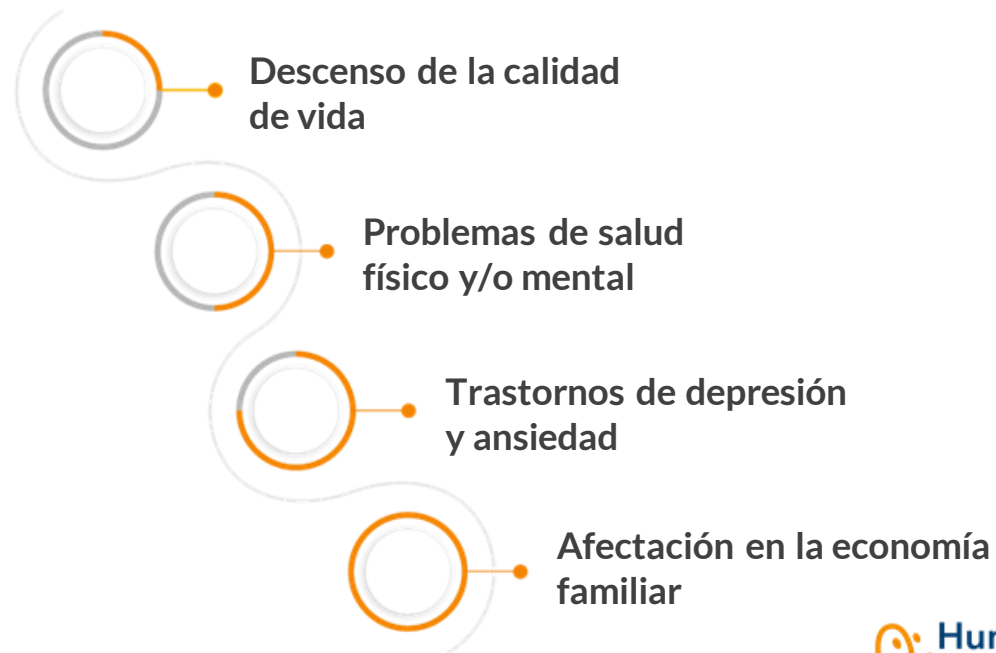 Descenso de la calidad
de vida
Problemas de salud
físico y/o mental
Trastornos de depresión
y ansiedad
Afectación en la economía
familiar